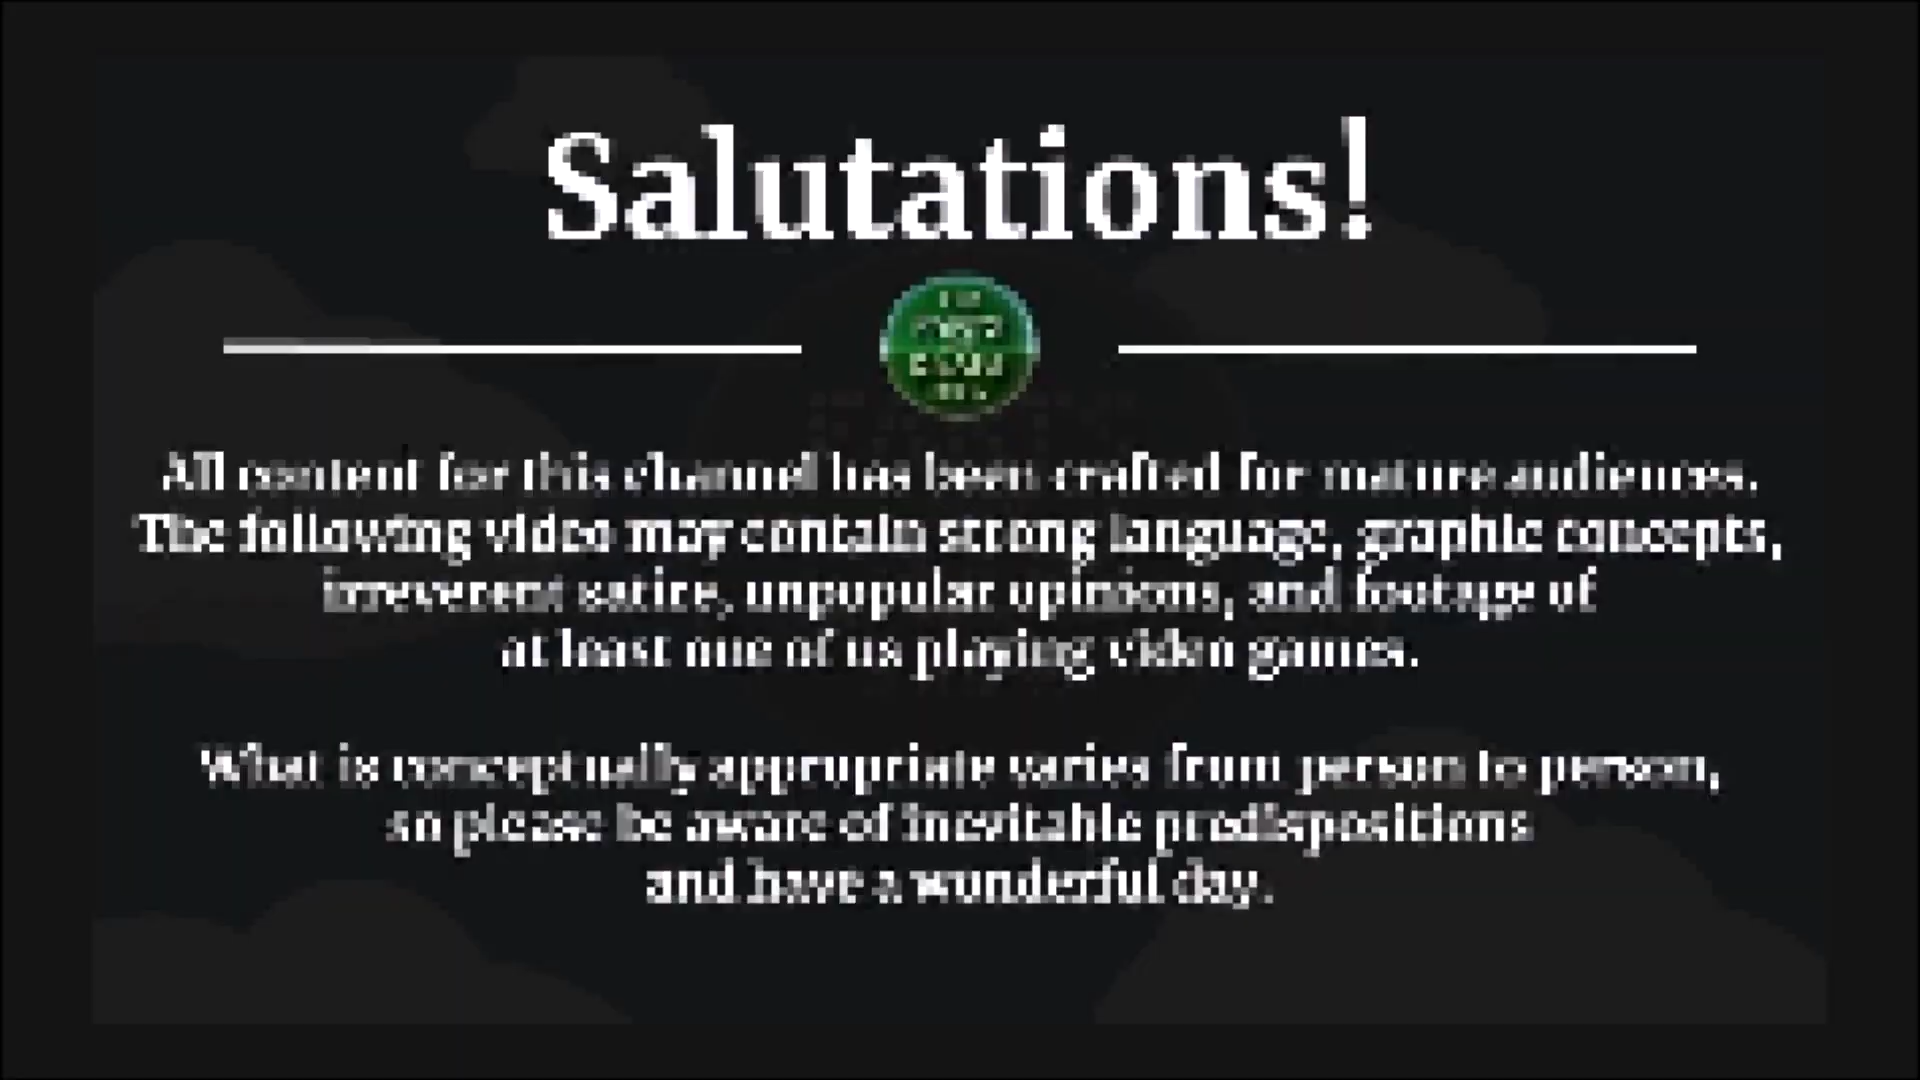 Salutations!
All content for this channel has been crafted for mature audiences.
The following video may contain strong language, graphic concepts,
irreverent satire, unpopular opinions, and footage of
at least one of us playing video games.
What is conceptually appropriate varies from person to person,
so please be aware of inevitable predispositions
and have a wonderful day.